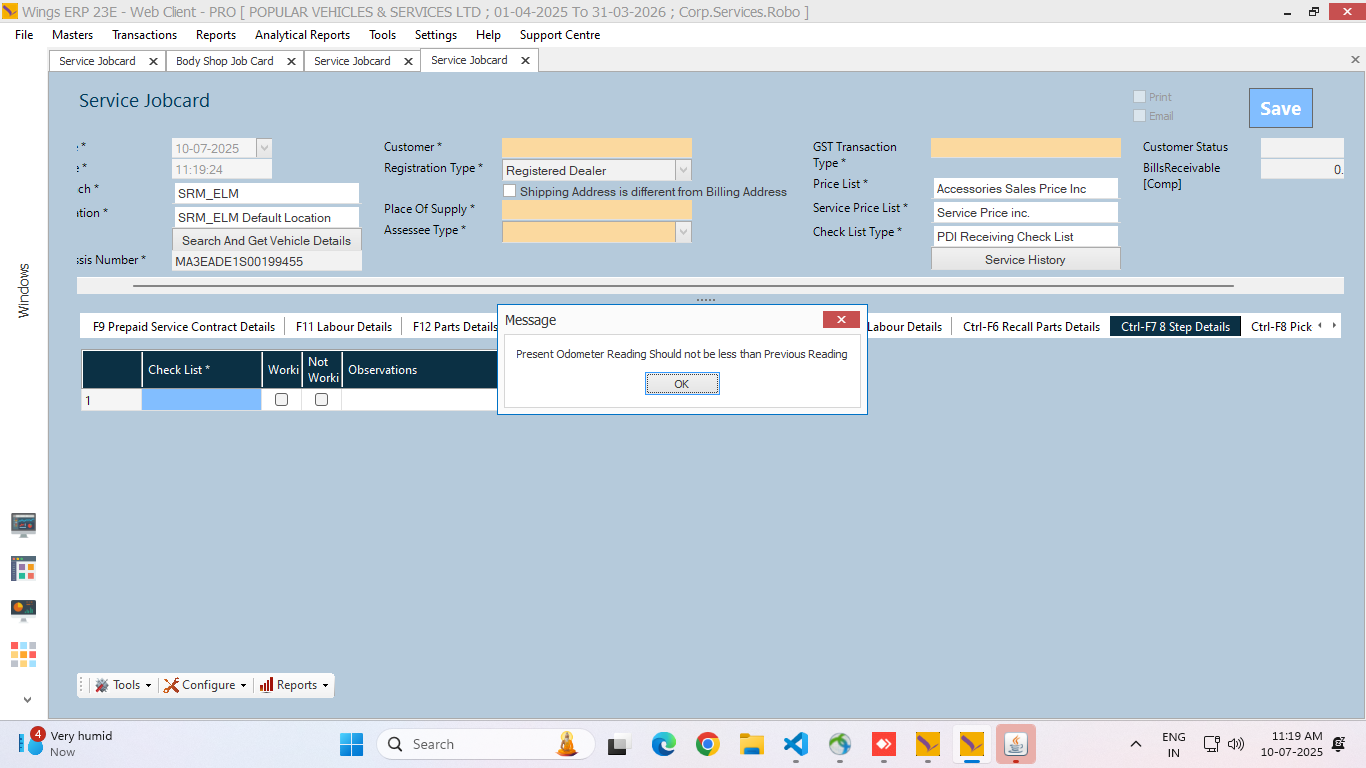 Wings ERP 23E - Web Client - PRO [ POPULAR VEHICLES & SERVICES LTD ; 01-04-2025 To 31-03-2026 ; Corp.Services.Robo ]
File Masters Transactions Reports Analytical Reports Tools Settings Help Support Centre
Service Jobcard Body Shop Job Card Service Jobcard Service Jobcard
Service Jobcard
Print
Email
Save
* 10-07-2025
* 11:19:24
ch * SRM_ELM
ation * SRM_ELM Default Location
Search And Get Vehicle Details
ssis Number * MA3EADE1S00199455
Customer *
Registration Type * Registered Dealer
Shipping Address is different from Billing Address
Place Of Supply *
Assessee Type *
GST Transaction
Type *
Price List * Accessories Sales Price Inc
Service Price List * Service Price inc.
Check List Type * PDI Receiving Check List
Service History
Customer Status
BillsReceivable 0.
[Comp]
Windows
F9 Prepaid Service Contract Details F11 Labour Details F12 Parts Details Labour Details Ctrl-F6 Recall Parts Details Ctrl-F7 8 Step Details Ctrl-F8 Pick
Message
Present Odometer Reading Should not be less than Previous Reading
OK
Check List * Worki Not Worki Observations
1
Tools Configure Reports
4
Very humid
Now
Search
ENG
IN
11:19 AM
10-07-2025